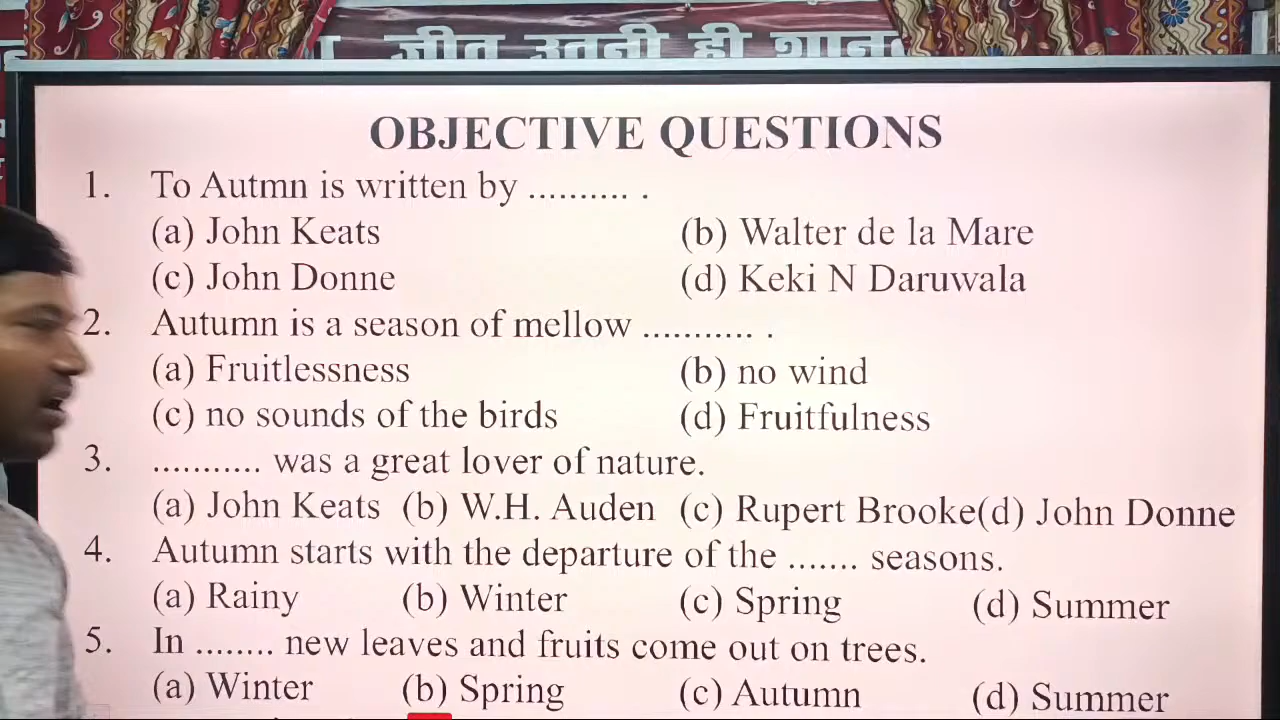 जीत उतनी ही शान
OBJECTIVE QUESTIONS
1. To Autmn is written by .......... .
(a) John Keats (b) Walter de la Mare
(c) John Donne (d) Keki N Daruwala
2. Autumn is a season of mellow ........... .
(a) Fruitlessness (b) no wind
(c) no sounds of the birds (d) Fruitfulness
3. ........... was a great lover of nature.
(a) John Keats (b) W.H. Auden (c) Rupert Brooke(d) John Donne
4. Autumn starts with the departure of the ....... seasons.
(a) Rainy (b) Winter (c) Spring (d) Summer
5. In ........ new leaves and fruits come out on trees.
(a) Winter (b) Spring (c) Autumn (d) Summer